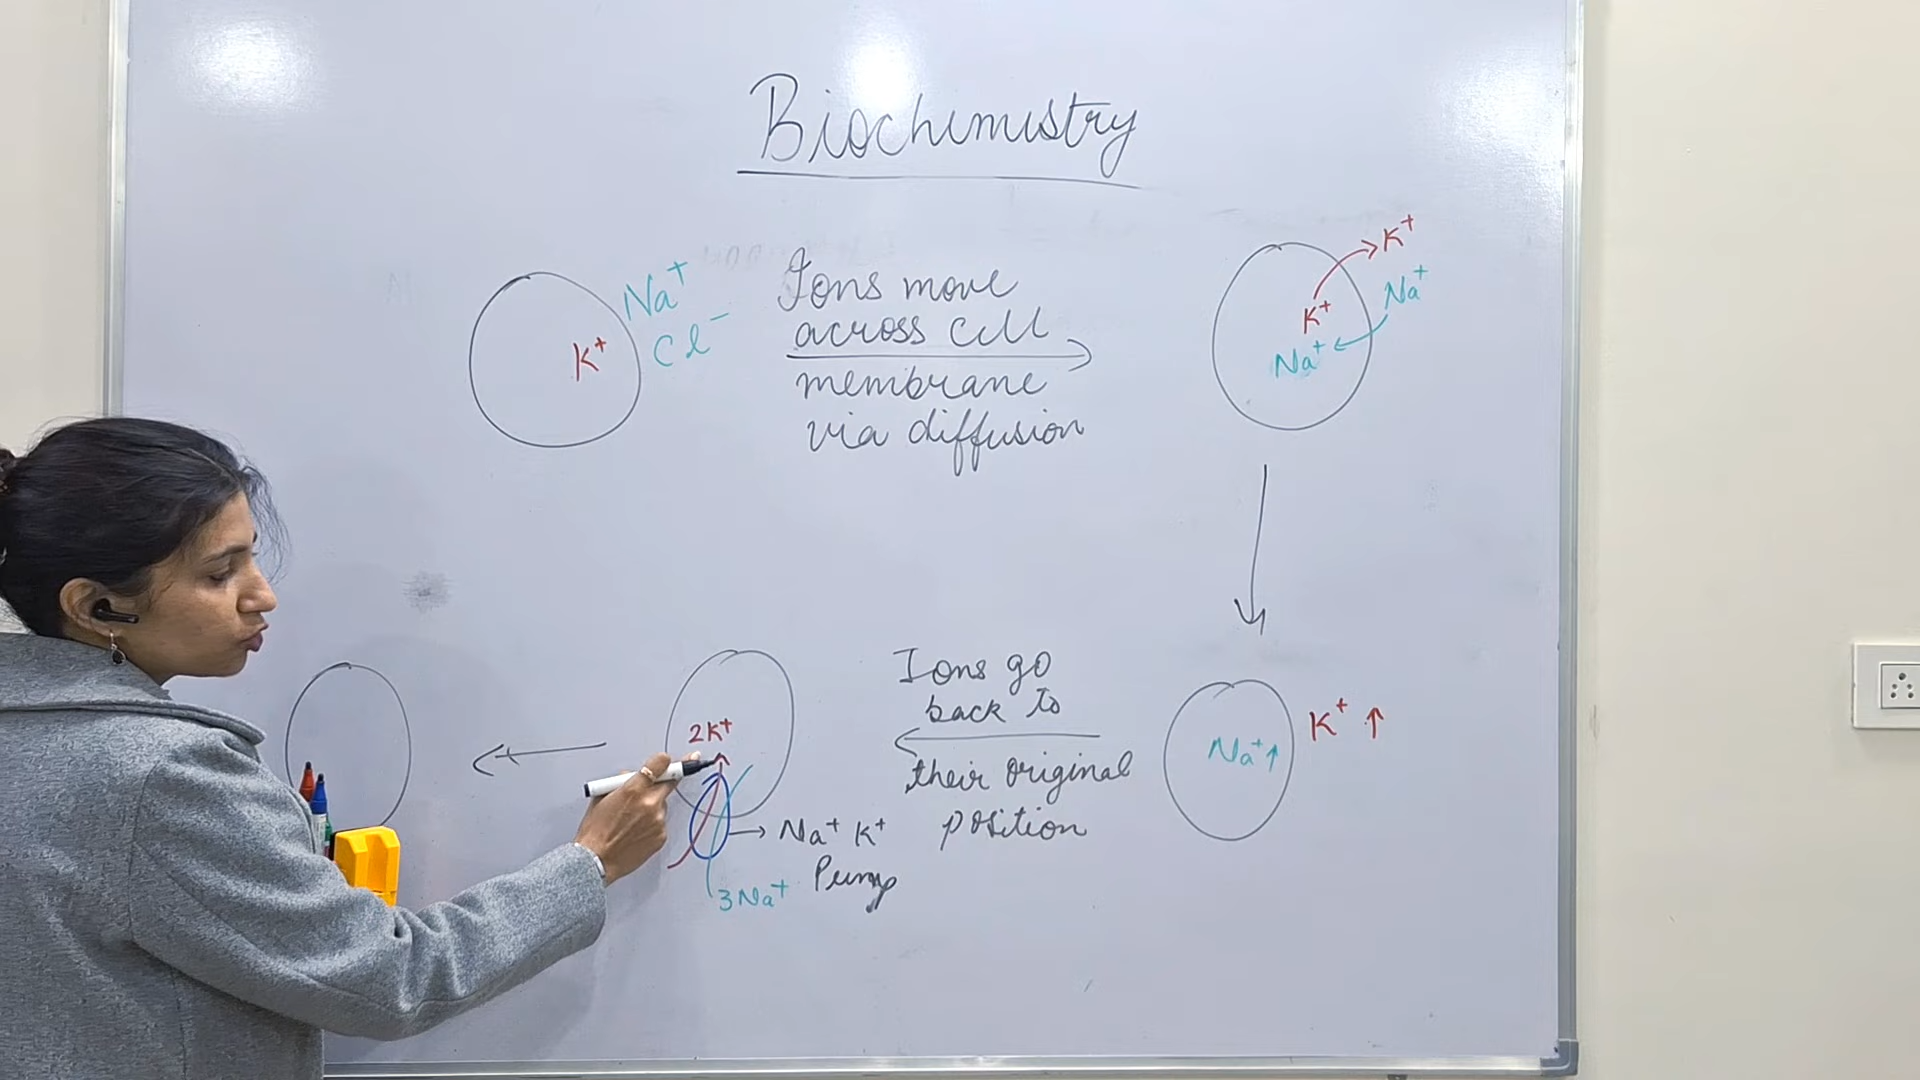 Biochemistry
Na+
Cl-
K+
Ions move
across cell
membrane
via diffusion
K+
Na+
K+
Na+
Ions go
back to
their original
position
Na+ ↑
K+ ↑
2K+
Na+ K+
Pump
3Na+